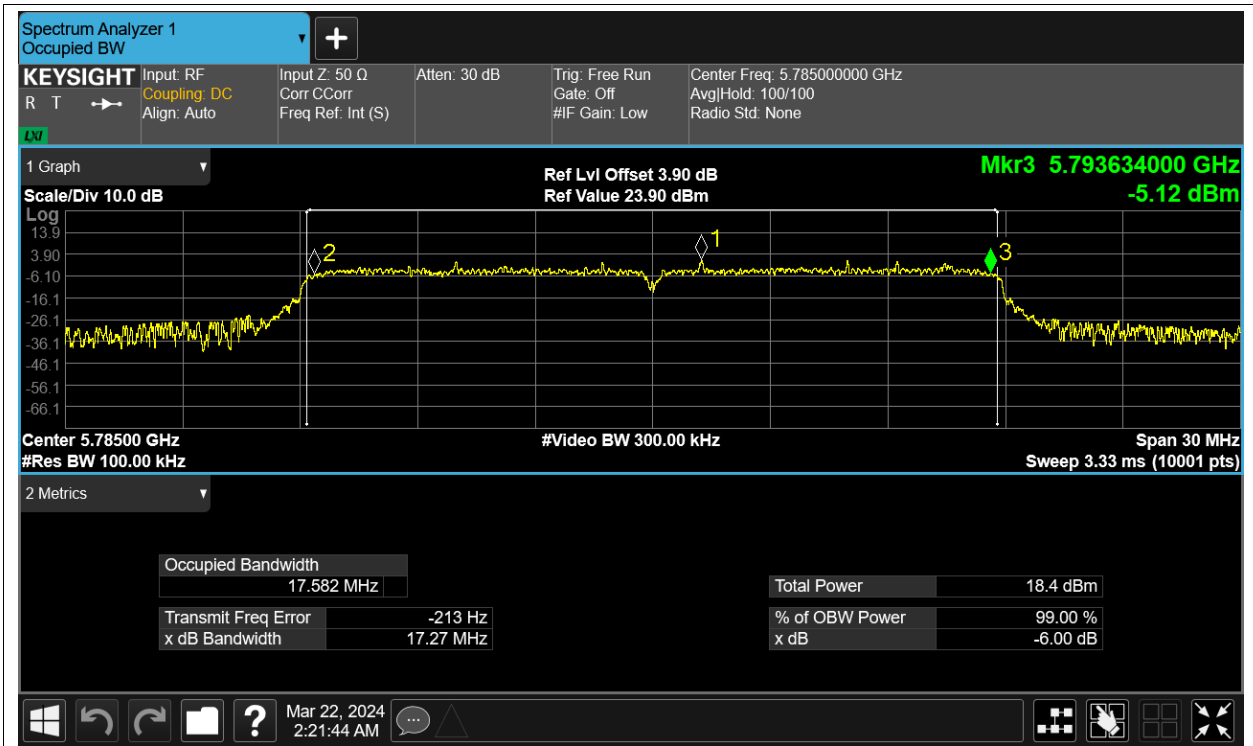 Spectrum Analyzer 1
Occupied BW
KEYSIGHT
R T
LXI
Input: RF
Coupling: DC
Align: Auto
Input Z: 50 Ω
Corr CCorr
Freq Ref: Int (S)
Atten: 30 dB
Trig: Free Run
Gate: Off
#IF Gain: Low
Center Freq: 5.785000000 GHz
Avg|Hold: 100/100
Radio Std: None
1 Graph
Scale/Div 10.0 dB
Ref Lvl Offset 3.90 dB
Ref Value 23.90 dBm
Mkr3 5.793634000 GHz
-5.12 dBm
Log
13.9
3.90
-6.10
-16.1
-26.1
-36.1
-46.1
-56.1
-66.1
2
1
3
Center 5.78500 GHz
#Res BW 100.00 kHz
#Video BW 300.00 kHz
Span 30 MHz
Sweep 3.33 ms (10001 pts)
2 Metrics
Occupied Bandwidth
17.582 MHz
Transmit Freq Error -213 Hz
x dB Bandwidth 17.27 MHz
Total Power 18.4 dBm
% of OBW Power 99.00 %
x dB -6.00 dB
?
Mar 22, 2024
2:21:44 AM